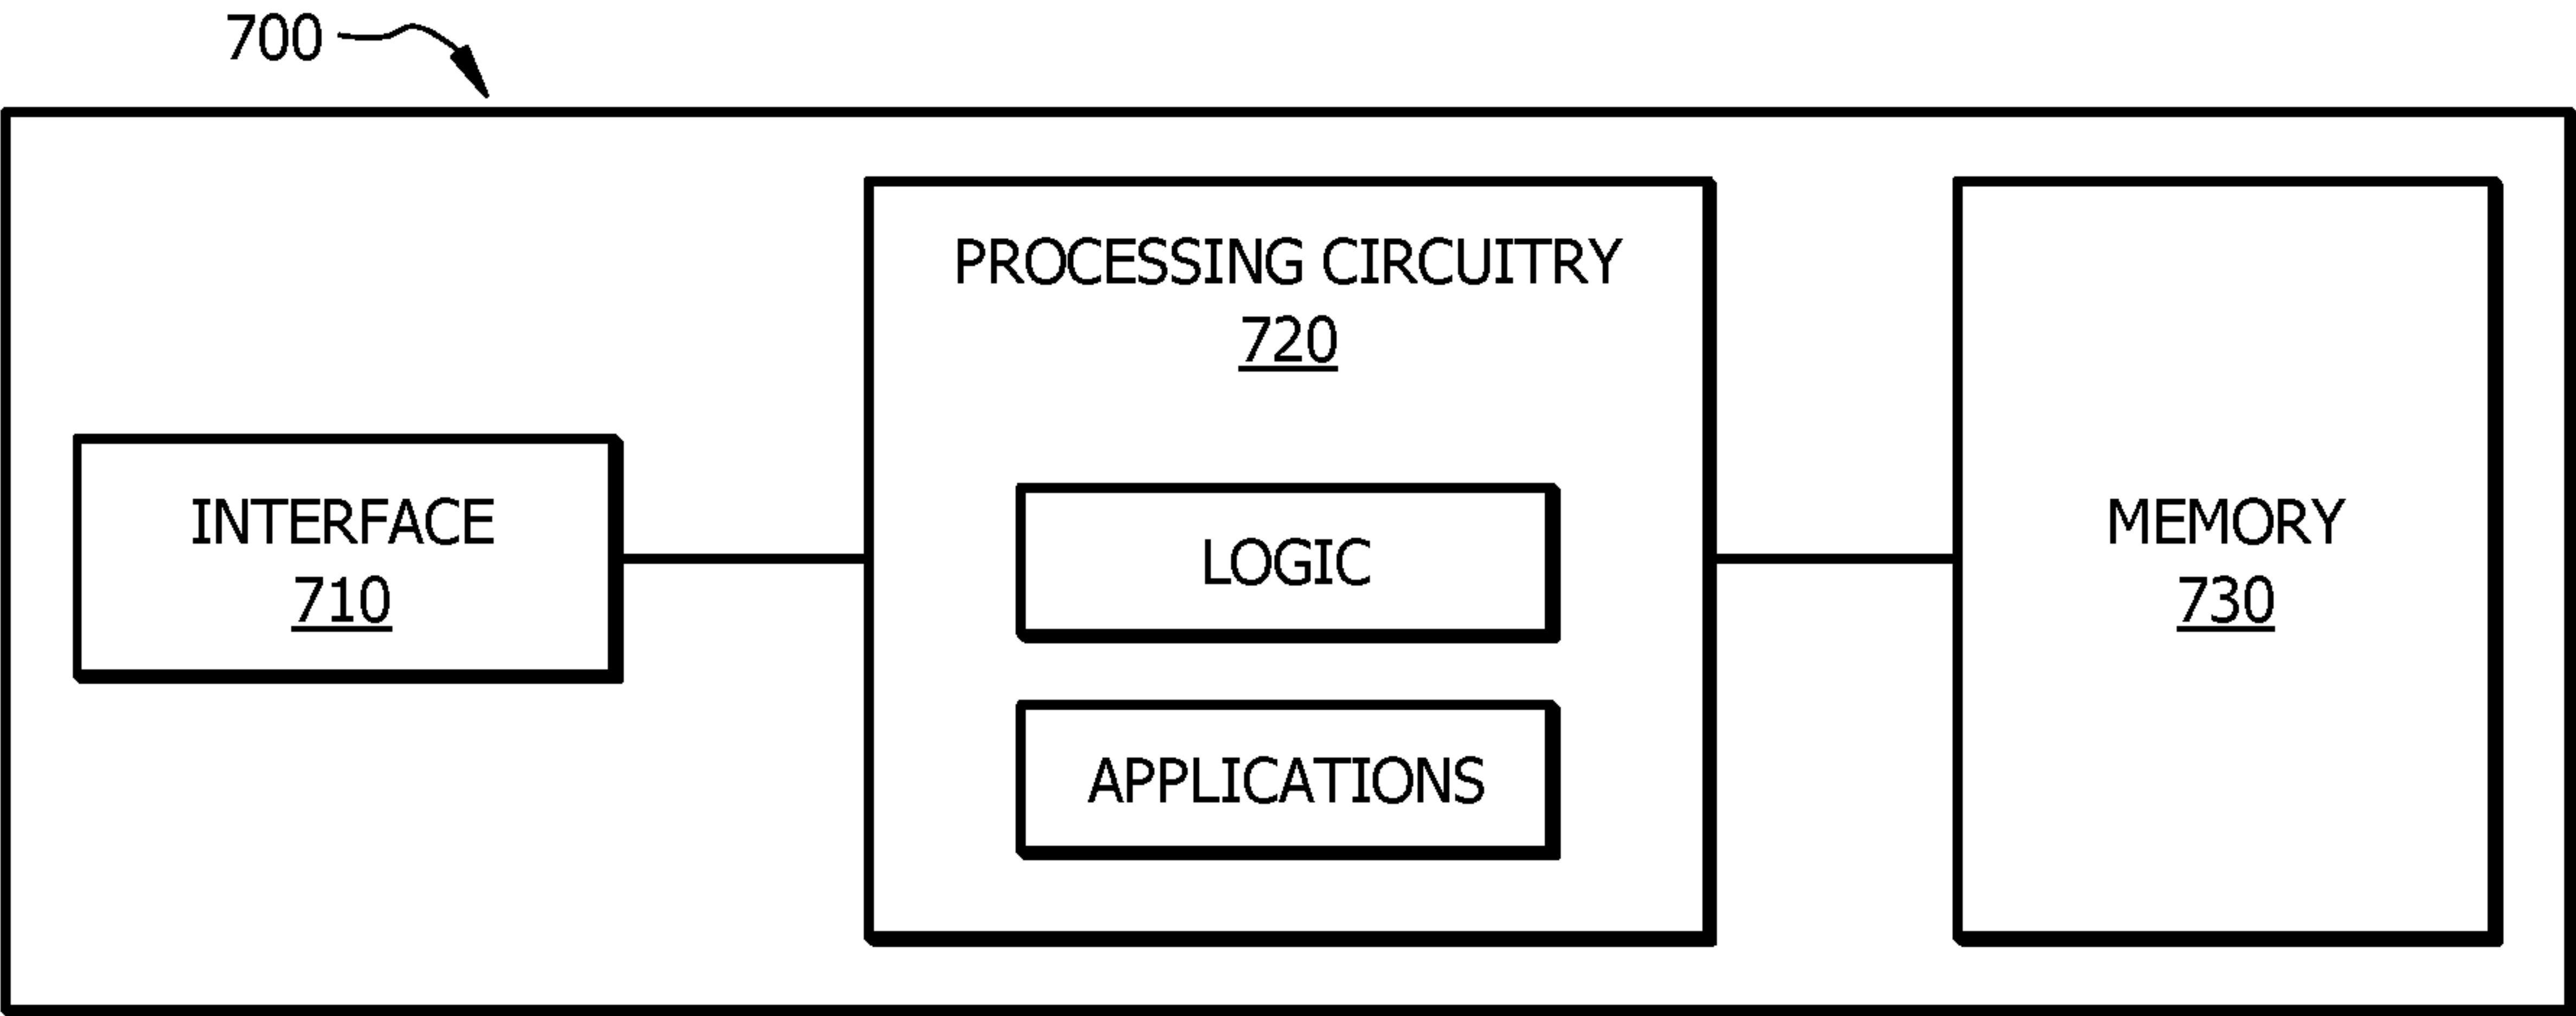 700
PROCESSING CIRCUITRY
720
INTERFACE
710
LOGIC
APPLICATIONS
MEMORY
730